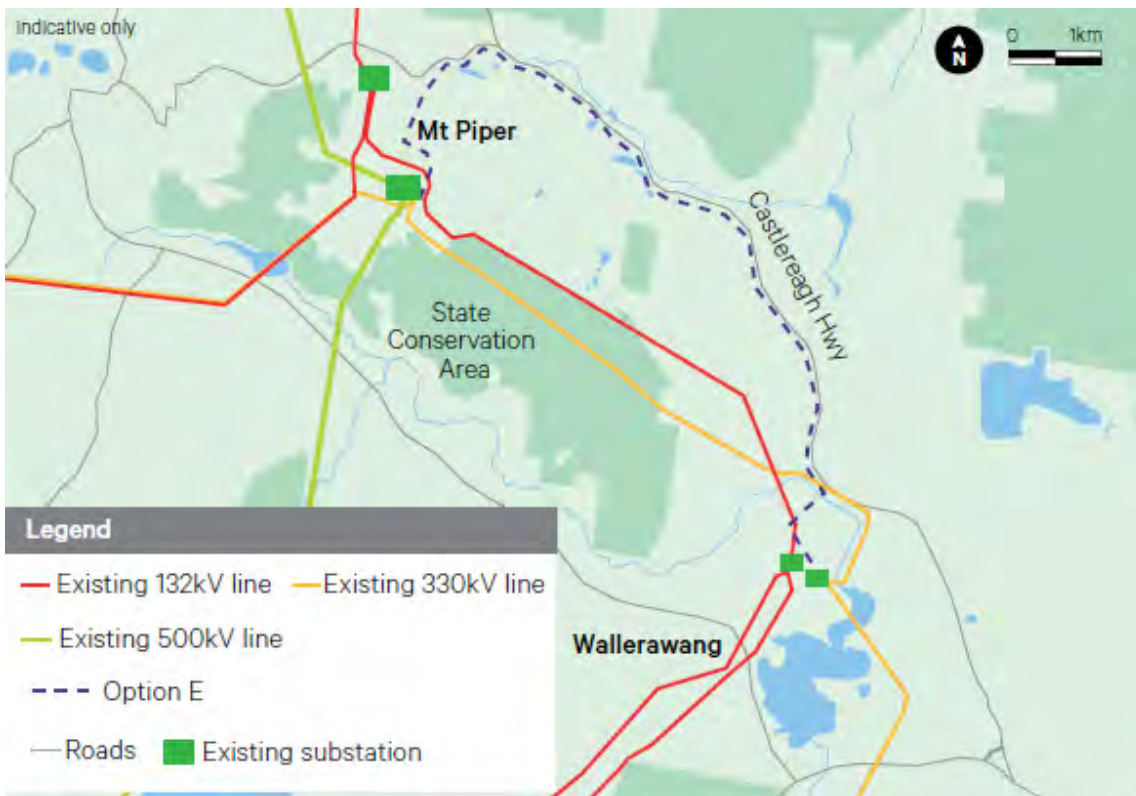 Indicative only
A
N
0 1km
Mt Piper
Castlereagh Hwy
State
Conservation
Area
Legend
Existing 132kV line
Existing 330kV line
Existing 500kV line
Option E
Roads
Existing substation
Wallerawang